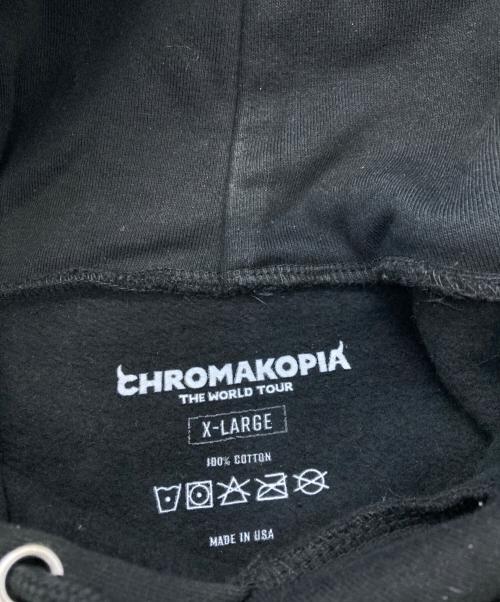 CHROMAKOPIA
THE WORLD TOUR
X-LARGE
100% COTTON
MADE IN USA